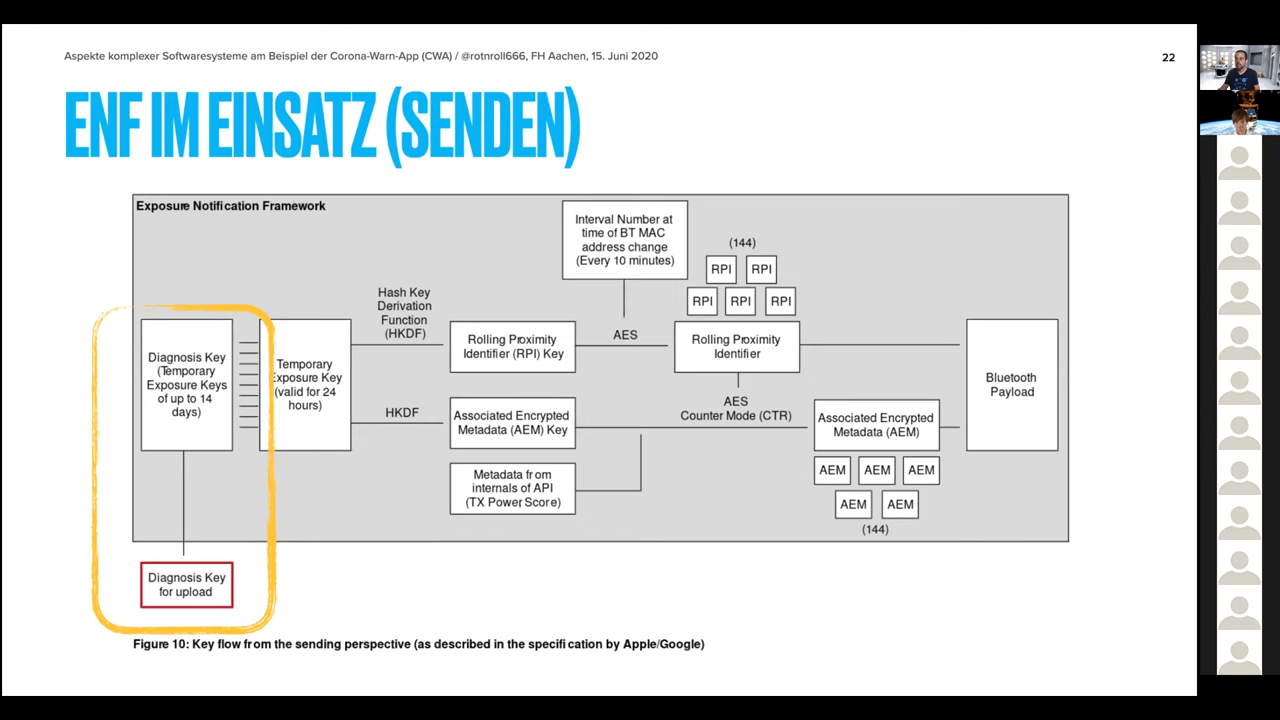 Aspekte komplexer Softwaresysteme am Beispiel der Corona-Warn-App (CWA) / @rotnroll666, FH Aachen, 15. Juni 2020
22
ENF IM EINSATZ (SENDEN)
Exposure Notification Framework
Interval Number at
time of BT MAC
address change
(Every 10 minutes)
(144)
RPI RPI
RPI RPI RPI
Hash Key
Derivation
Function
(HKDF)
Diagnosis Key
(Temporary
Exposure Keys
of up to 14
days)
Temporary
Exposure Key
(valid for 24
hours)
Rolling Proximity
Identifier (RPI) Key
AES
Rolling Proximity
Identifier
Bluetooth
Payload
HKDF
Associated Encrypted
Metadata (AEM) Key
AES
Counter Mode (CTR)
Associated Encrypted
Metadata (AEM)
Metadata from
internals of API
(TX Power, Score)
AEM AEM AEM
AEM AEM
(144)
Diagnosis Key
for upload
Figure 10: Key flow from the sending perspective (as described in the specification by Apple/Google)